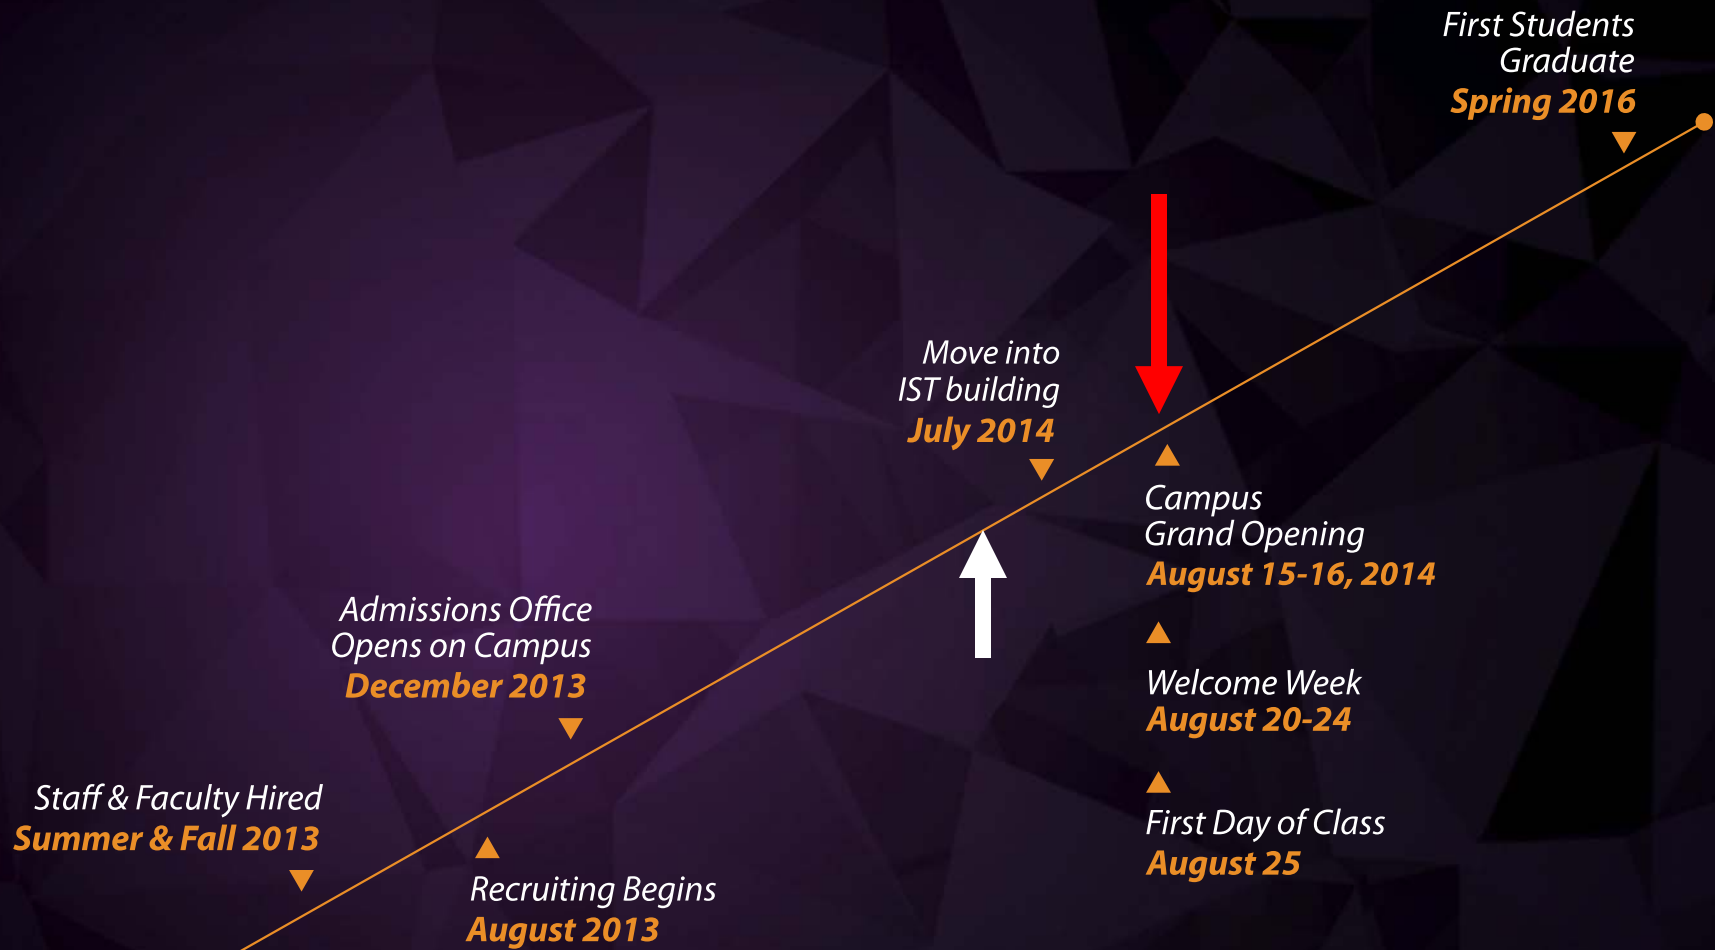 First Students
Graduate
Spring 2016
Move into
IST building
July 2014
Campus
Grand Opening
August 15-16, 2014
Admissions Office
Opens on Campus
December 2013
Welcome Week
August 20-24
Staff & Faculty Hired
Summer & Fall 2013
First Day of Class
August 25
Recruiting Begins
August 2013